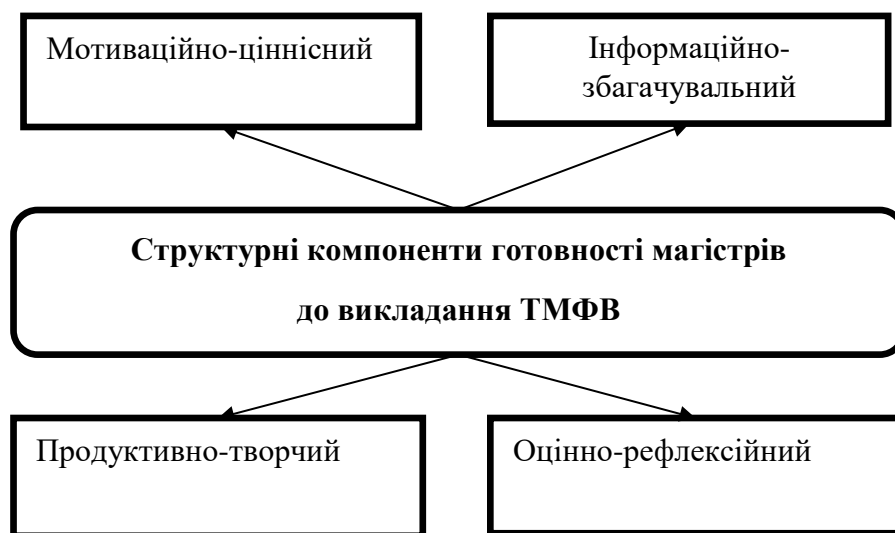 Мотиваційно-ціннісний
Інформаційно-
збагачувальний
Структурні компоненти готовності магістрів
до викладання ТМФВ
Продуктивно-творчий
Оцінно-рефлексійний